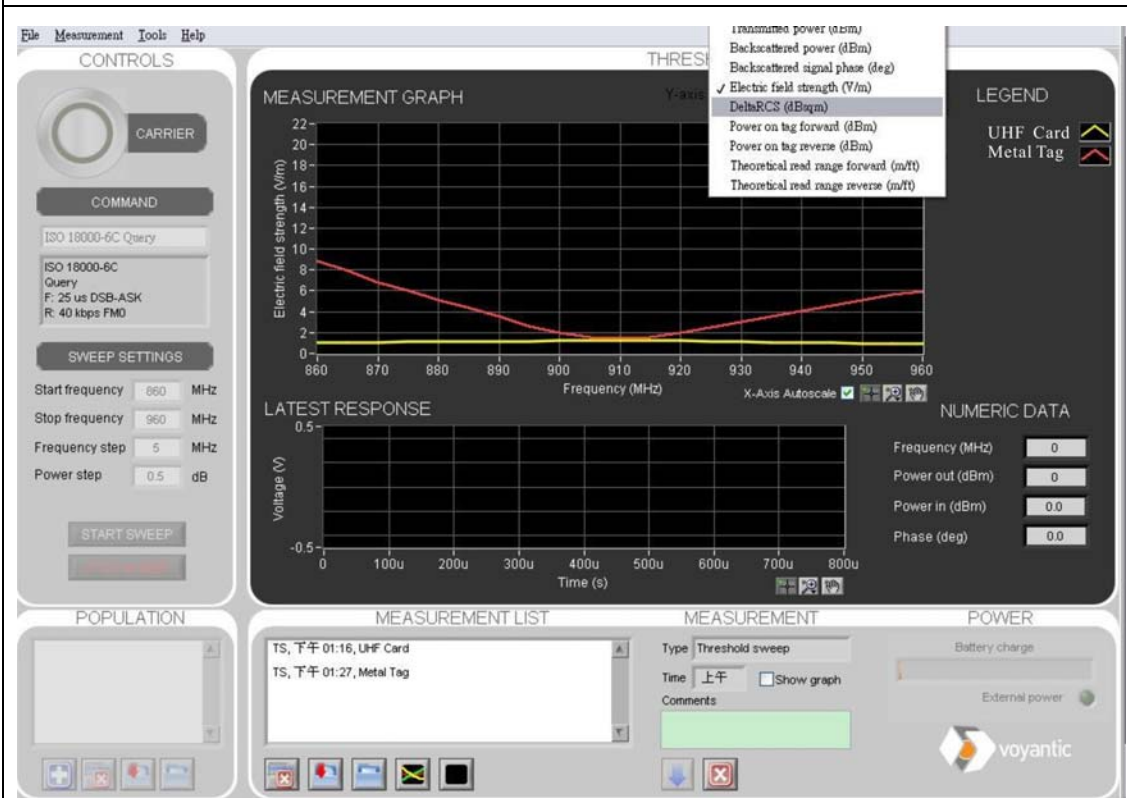 File Measurement Tools Help
CONTROLS
CARRIER
COMMAND
ISO 18000-6C Query
ISO 18000-6C
Query
F: 25 us DSB-ASK
R: 40 kbps FM0
SWEEP SETTINGS
Start frequency 860 MHz
Stop frequency 960 MHz
Frequency step 5 MHz
Power step 0.5 dB
START SWEEP
THRES
MEASUREMENT GRAPH
Y-axis
Transmitted power (dBm)
Backscattered power (dBm)
Backscattered signal phase (deg)
✓ Electric field strength (V/m)
DeltaRCS (dBsqm)
Power on tag forward (dBm)
Power on tag reverse (dBm)
Theoretical read range forward (m/ft)
Theoretical read range reverse (m/ft)
LEGEND
UHF Card
Metal Tag
Electric field strength (V/m)
22
20
18
16
14
12
10
8
6
4
2
0
860 870 880 890 900 910 920 930 940 950 960
Frequency (MHz)
X-Axis Autoscale
LATEST RESPONSE
Voltage (V)
0.5
-0.5
0 100u 200u 300u 400u 500u 600u 700u 800u
Time (s)
NUMERIC DATA
Frequency (MHz) 0
Power out (dBm) 0
Power in (dBm) 0.0
Phase (deg) 0.0
POPULATION
MEASUREMENT LIST
TS, 下午 01:16, UHF Card
TS, 下午 01:27, Metal Tag
MEASUREMENT
Type Threshold sweep
Time 上午 Show graph
Comments
POWER
Battery charge
External power
voyantic